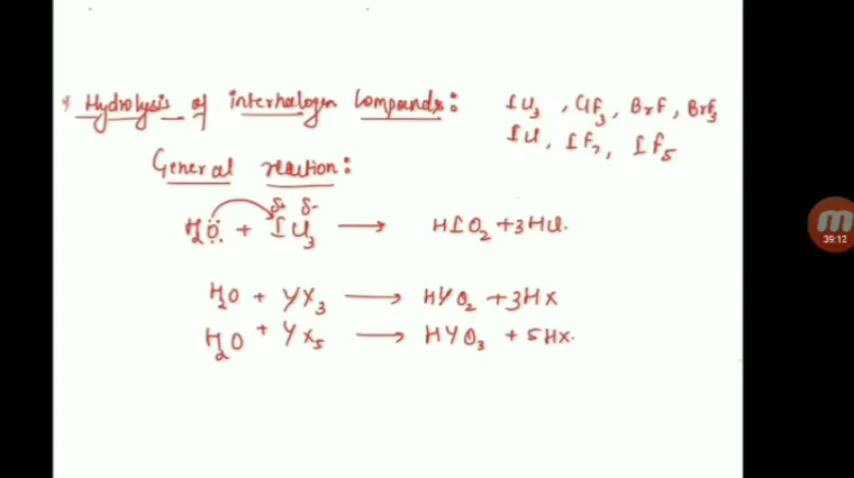 * Hydrolysis of interhalogen Compounds: ICl₃, ClF₃, BrF, BrF₃
ICl, IF₇, IF₅
General reaction:
δ+ δ-
H₂O + ICl₃ → HIO₂ + 3HCl.
H₂O + YX₃ → HYO₂ + 3HX
H₂O + YX₅ → HYO₃ + 5HX.
39:12